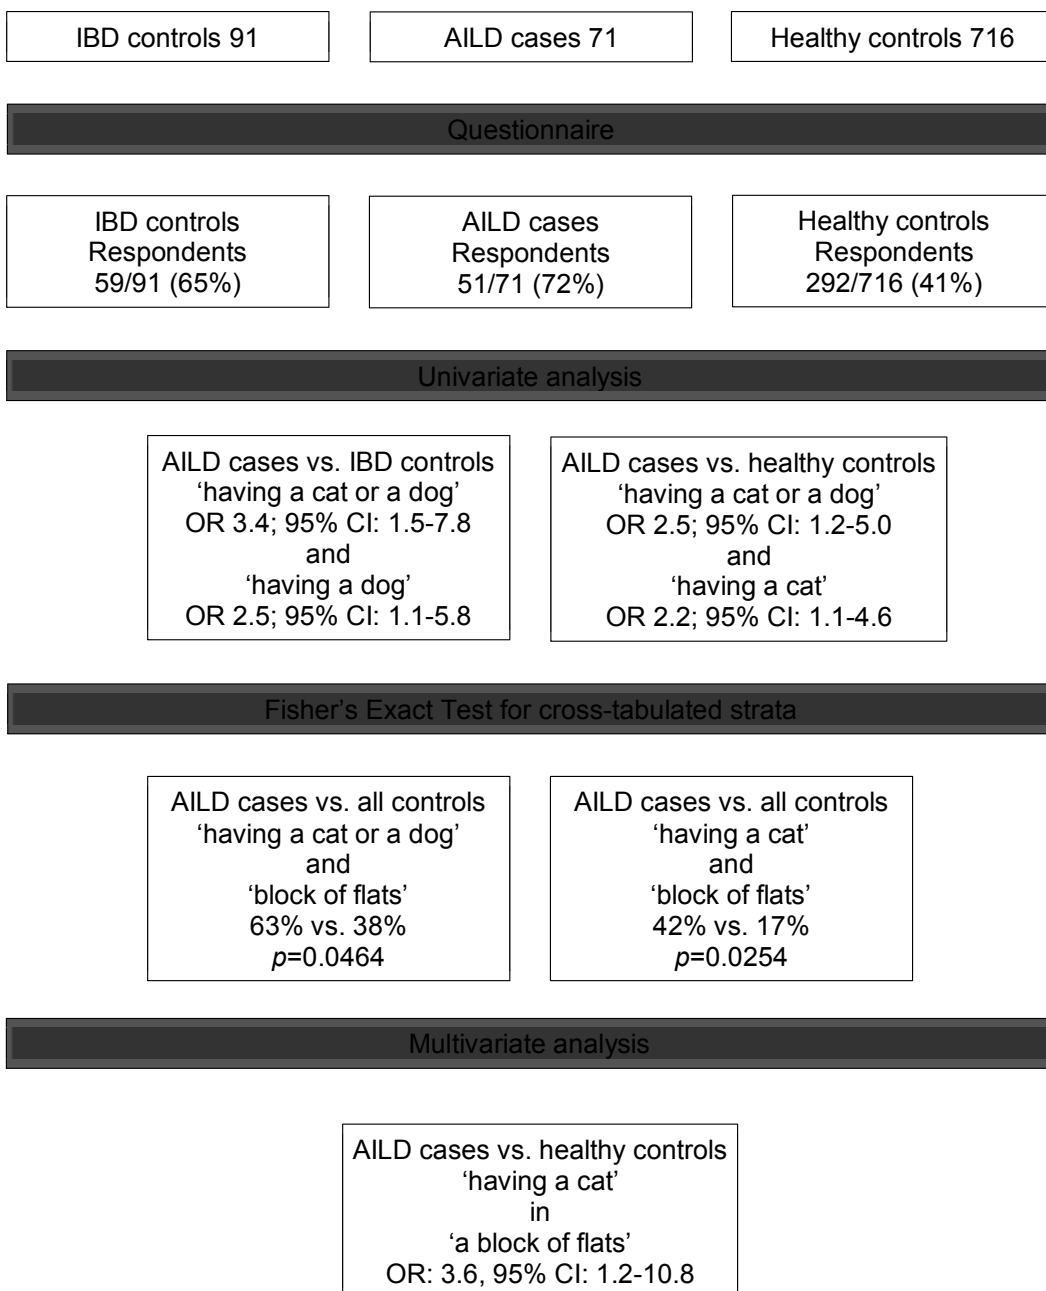 IBD controls 91
AILD cases 71
Healthy controls 716
Questionnaire
IBD controls
Respondents
59/91 (65%)
AILD cases
Respondents
51/71 (72%)
Healthy controls
Respondents
292/716 (41%)
Univariate analysis
AILD cases vs. IBD controls
‘having a cat or a dog’
OR 3.4; 95% CI: 1.5-7.8
and
‘having a dog’
OR 2.5; 95% CI: 1.1-5.8
AILD cases vs. healthy controls
‘having a cat or a dog’
OR 2.5; 95% CI: 1.2-5.0
and
‘having a cat’
OR 2.2; 95% CI: 1.1-4.6
Fisher’s Exact Test for cross-tabulated strata
AILD cases vs. all controls
‘having a cat or a dog’
and
‘block of flats’
63% vs. 38%
p=0.0464
AILD cases vs. all controls
‘having a cat’
and
‘block of flats’
42% vs. 17%
p=0.0254
Multivariate analysis
AILD cases vs. healthy controls
‘having a cat’
in
‘a block of flats’
OR: 3.6, 95% CI: 1.2-10.8